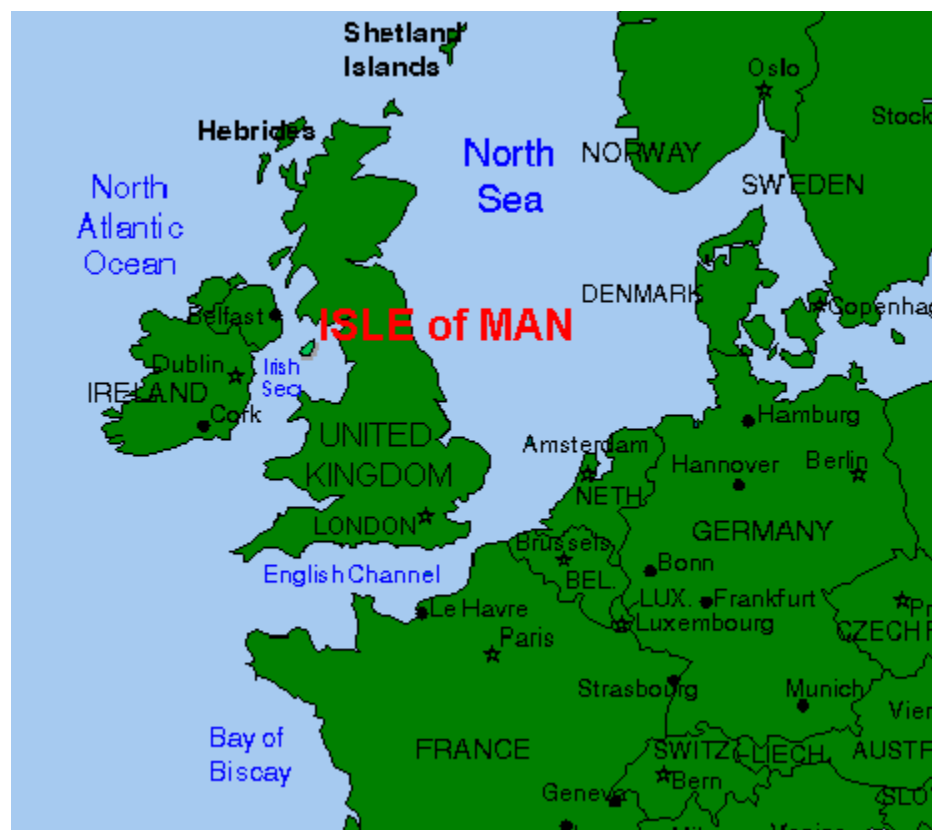 Shetland
Islands
Oslo
Stock
Hebrides
North
Sea
NORWAY
SWEDEN
North
Atlantic
Ocean
DENMARK
Copenhag
Belfast
ISLE of MAN
Dublin
Irish
Sea
IRELAND
Cork
Hamburg
UNITED
KINGDOM
Amsterdam
Hannover
Berlin
NETH.
LONDON
GERMANY
Brussels
BEL.
Bonn
English Channel
LUX.
Frankfurt
Le Havre
Luxembourg
Pr
CZECH
Paris
Strasbourg
Munich
Vien
Bay of
Biscay
FRANCE
SWITZ.
LIECH.
AUSTR
Bern
Geneva
SLO